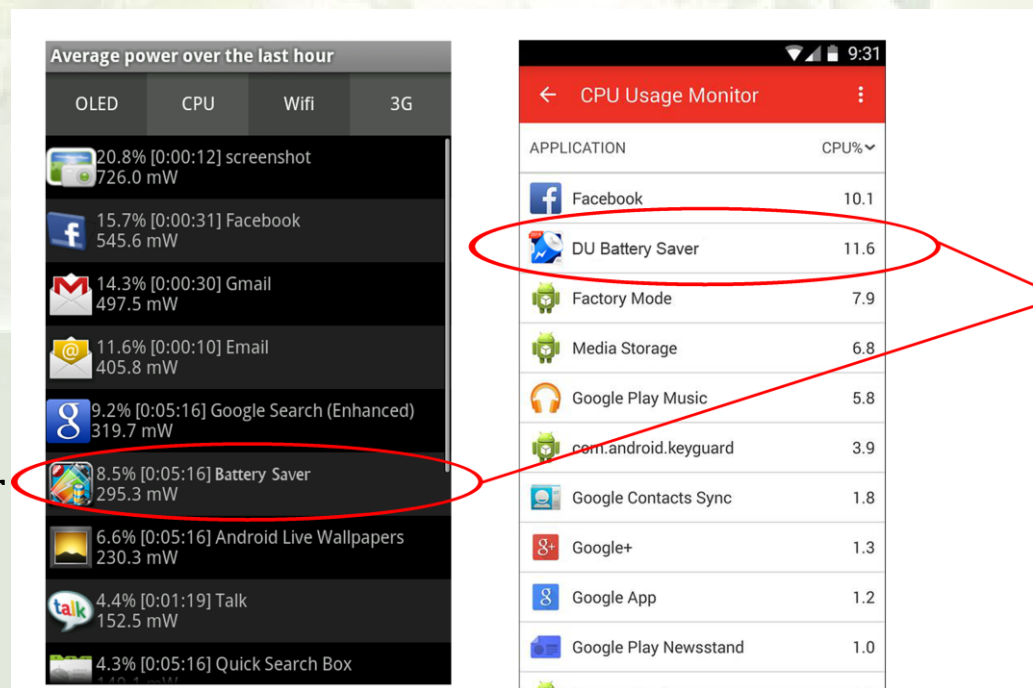 Average power over the last hour
OLED CPU Wifi 3G
20.8% [0:00:12] screenshot
726.0 mW
15.7% [0:00:31] Facebook
545.6 mW
14.3% [0:00:30] Gmail
497.5 mW
11.6% [0:00:10] Email
405.8 mW
9.2% [0:05:16] Google Search (Enhanced)
319.7 mW
8.5% [0:05:16] Battery Saver
295.3 mW
6.6% [0:05:16] Android Live Wallpapers
230.3 mW
talk
4.4% [0:01:19] Talk
152.5 mW
4.3% [0:05:16] Quick Search Box
9:31
CPU Usage Monitor
APPLICATION CPU%
Facebook 10.1
DU Battery Saver 11.6
Factory Mode 7.9
Media Storage 6.8
Google Play Music 5.8
com.android.keyguard 3.9
Google Contacts Sync 1.8
Google+ 1.3
Google App 1.2
Google Play Newsstand 1.0